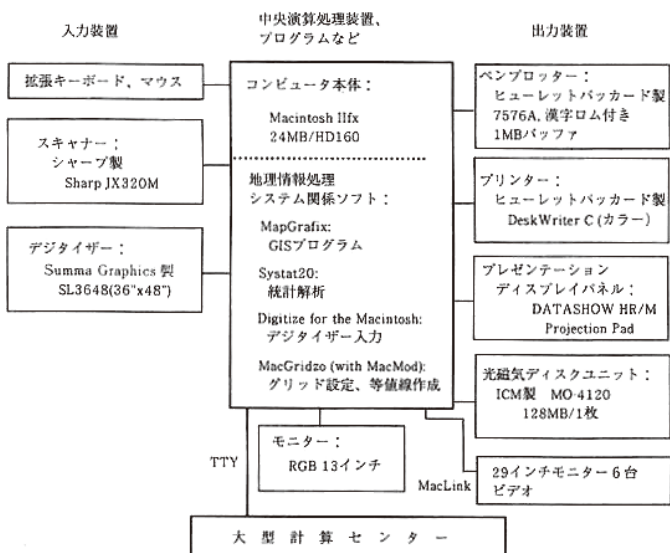 入力装置
中央演算処理装置、
プログラムなど
出力装置
拡張キーボード、マウス
スキャナー：
シャープ製
Sharp JX320M
デジタイザー：
Summa Graphics 製
SL3648(36"x48")
コンピュータ本体：
Macintosh IIfx
24MB/HD160
地理情報処理
システム関係ソフト：
MapGrafix:
GISプログラム
Systat20:
統計解析
Digitize for the Macintosh:
デジタイザー入力
MacGridzo (with MacMod):
グリッド設定、等値線作成
ペンプロッター：
ヒューレットパッカード製
7576A, 漢字ロム付き
1MBバッファ
プリンター：
ヒューレットパッカード製
DeskWriter C (カラー)
プレゼンテーション
ディスプレイパネル：
DATASHOW HR/M
Projection Pad
光磁気ディスクユニット：
ICM製 MO-4120
128MB/1枚
モニター：
RGB 13インチ
TTY
MacLink
29インチモニター6台
ビデオ
大型計算センター